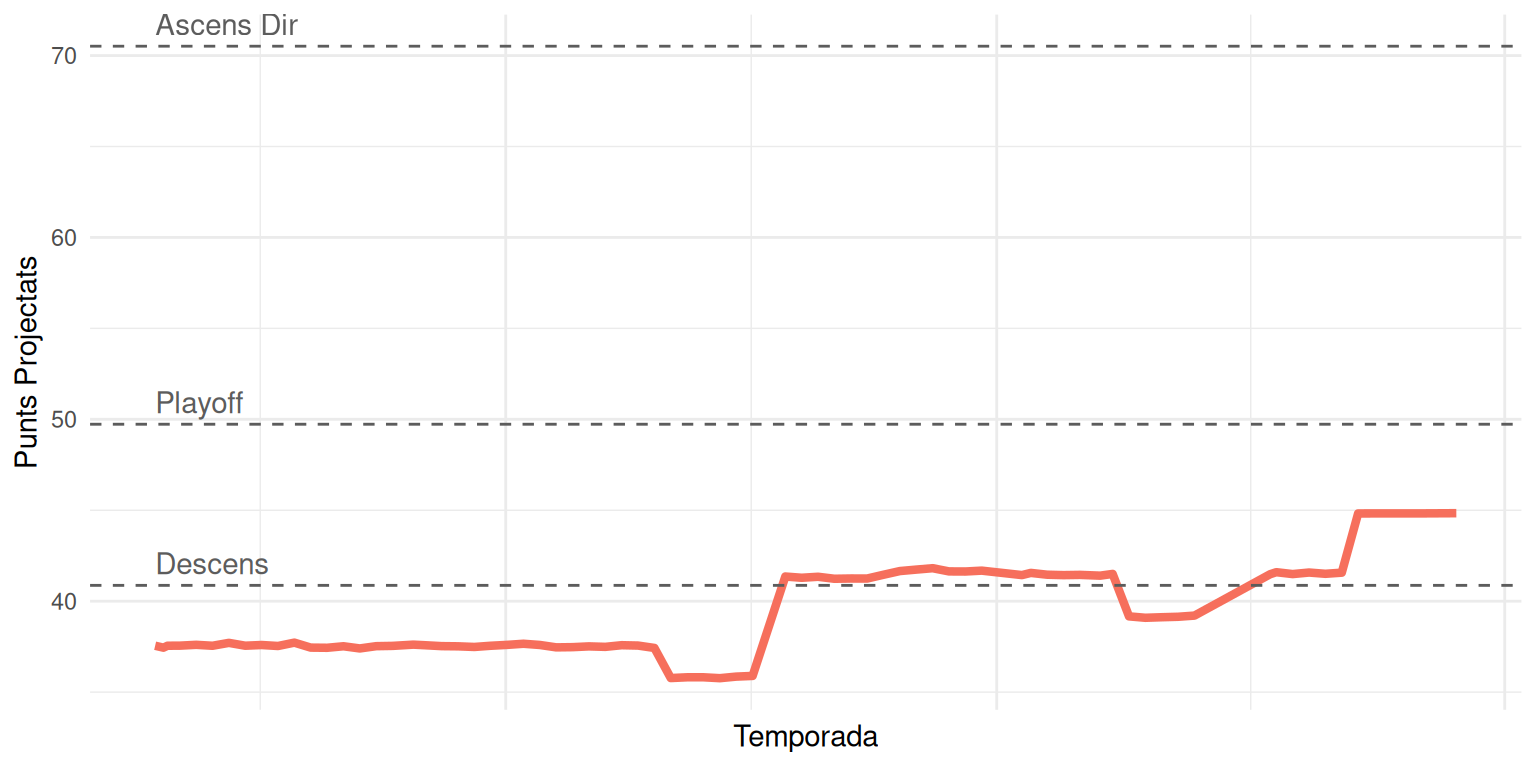 Ascens Dir
70
60
Punts Projectats
Playoff
50
Descens
40
Temporada